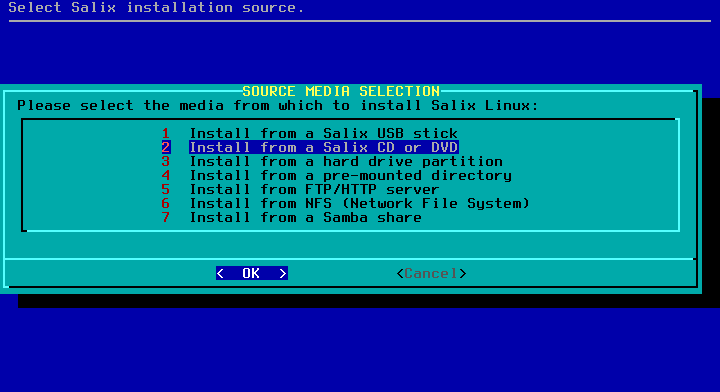 Select Salix installation source.
SOURCE MEDIA SELECTION
Please select the media from which to install Salix Linux:
1 Install from a Salix USB stick
2 Install from a Salix CD or DVD
3 Install from a hard drive partition
4 Install from a pre-mounted directory
5 Install from FTP/HTTP server
6 Install from NFS (Network File System)
7 Install from a Samba share
< OK > <Cancel>